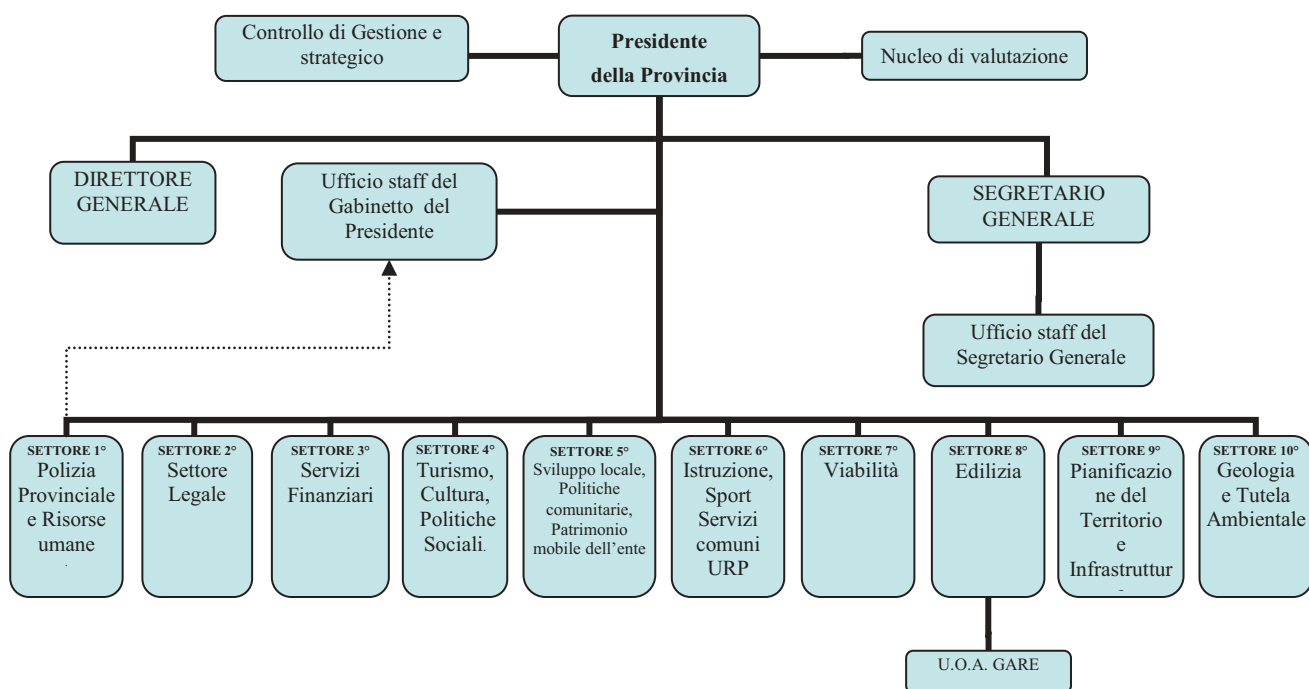 Controllo di Gestione e
strategico
Presidente
della Provincia
Nucleo di valutazione
DIRETTORE
GENERALE
Ufficio staff del
Gabinetto del
Presidente
SEGRETARIO
GENERALE
Ufficio staff del
Segretario Generale
SETTORE 1°
Polizia
Provinciale
e Risorse
umane
.
SETTORE 2°
Settore
Legale
SETTORE 3°
Servizi
Finanziari
SETTORE 4°
Turismo,
Cultura,
Politiche
Sociali.
SETTORE 5°
Sviluppo locale,
Politiche
comunitarie,
Patrimonio
mobile dell’ente
SETTORE 6°
Istruzione,
Sport
Servizi
comuni
URP
SETTORE 7°
Viabilità
SETTORE 8°
Edilizia
SETTORE 9°
Pianificazio
ne del
Territorio
e
Infrastruttur
SETTORE 10°
Geologia
e Tutela
Ambientale
U.O.A. GARE